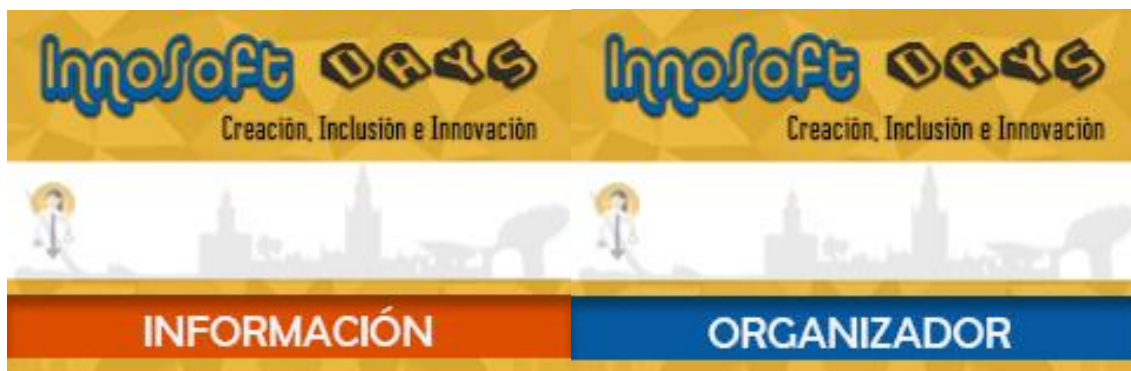 InnoSoft DAYS
Creación, Inclusión e Innovación
INFORMACIÓN
InnoSoft DAYS
Creación, Inclusión e Innovación
ORGANIZADOR